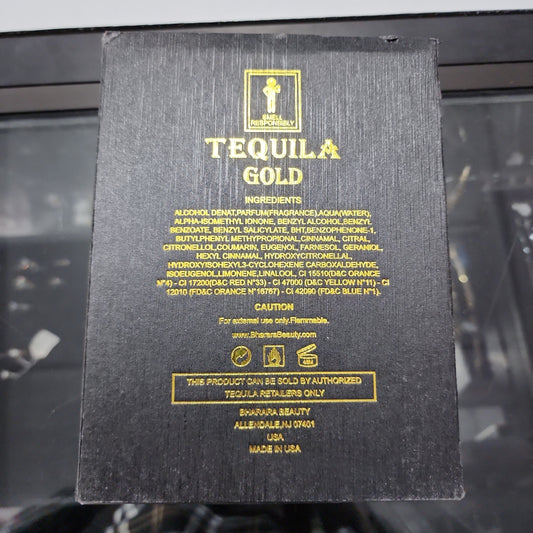 SMELL
RESPONSIBLY
TEQUILA
GOLD
INGREDIENTS
ALCOHOL DENAT,PARFUM(FRAGRANCE),AQUA(WATER),
ALPHA-ISOMETHYL IONONE, BENZYL ALCOHOL,BENZYL
BENZOATE, BENZYL SALICYLATE, BHT,BENZOPHENONE-1,
BUTYLPHENYL METHYPROPIONAL,CINNAMAL, CITRAL,
CITRONELLOL,COUMARIN, EUGENOL, FARNESOL, GERANIOL,
HEXYL CINNAMAL, HYDROXYCITRONELLAL,
HYDROXYISOHEXYL3-CYCLOHEXENE CARBOXALDEHYDE,
ISOEUGENOL,LIMONENE,LINALOOL, CI 15510(D&C ORANGE
N°4) - CI 17200(D&C RED N°33) - CI 47000 (D&C YELLOW N°11) - CI
12010 (FD&C ORANGE N°16767) - CI 42090 (FD&C BLUE N°1).
CAUTION
For external use only.Flammable.
www.BhararaBeauty.com
48M
THIS PRODUCT CAN BE SOLD BY AUTHORIZED
TEQUILA RETAILERS ONLY
BHARARA BEAUTY
ALLENDALE,NJ 07401
USA
MADE IN USA